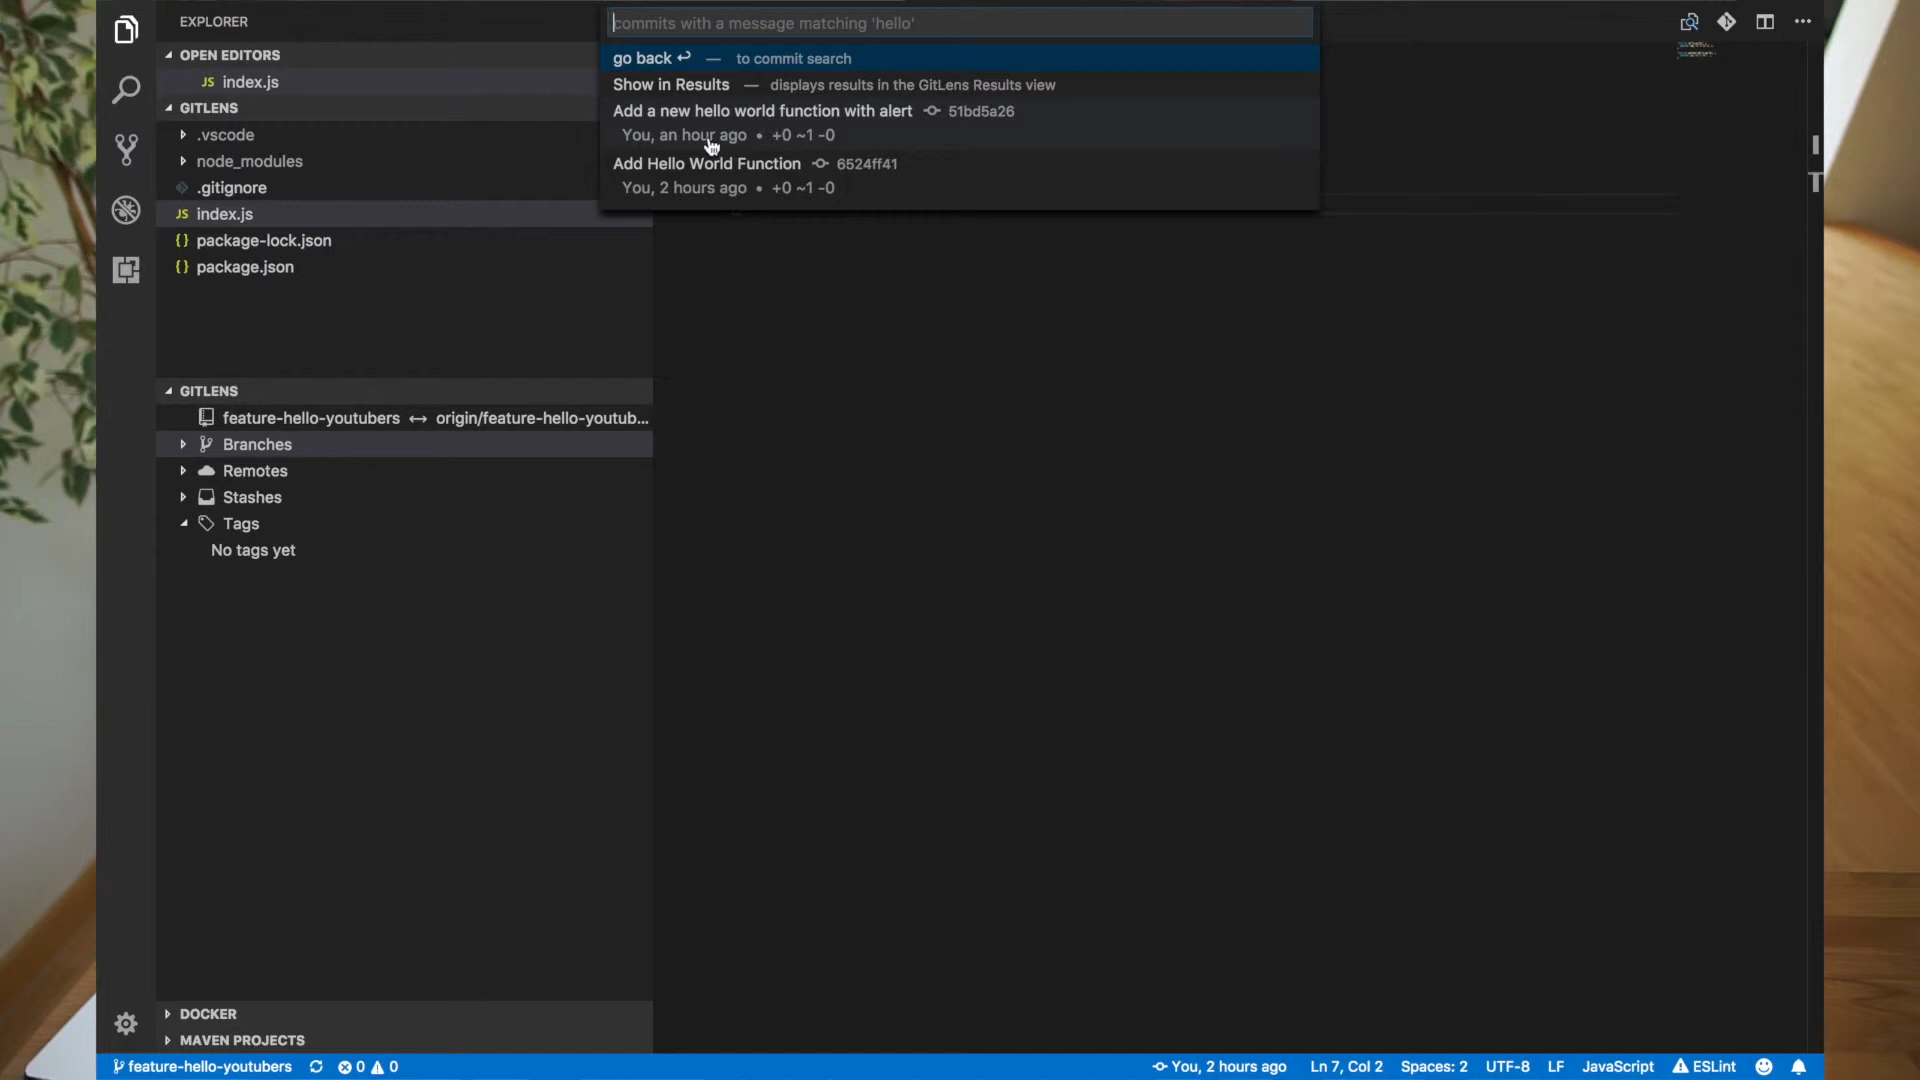 EXPLORER
OPEN EDITORS
JS index.js
GITLENS
.vscode
node_modules
.gitignore
JS index.js
{} package-lock.json
{} package.json
GITLENS
feature-hello-youtubers ↔ origin/feature-hello-youtub...
Branches
Remotes
Stashes
Tags
No tags yet
DOCKER
MAVEN PROJECTS
commits with a message matching 'hello'
go back ↩ — to commit search
Show in Results — displays results in the GitLens Results view
Add a new hello world function with alert 51bd5a26
You, an hour ago • +0 ~1 -0
Add Hello World Function 6524ff41
You, 2 hours ago • +0 ~1 -0
feature-hello-youtubers 0 0 You, 2 hours ago Ln 7, Col 2 Spaces: 2 UTF-8 LF JavaScript ESLint